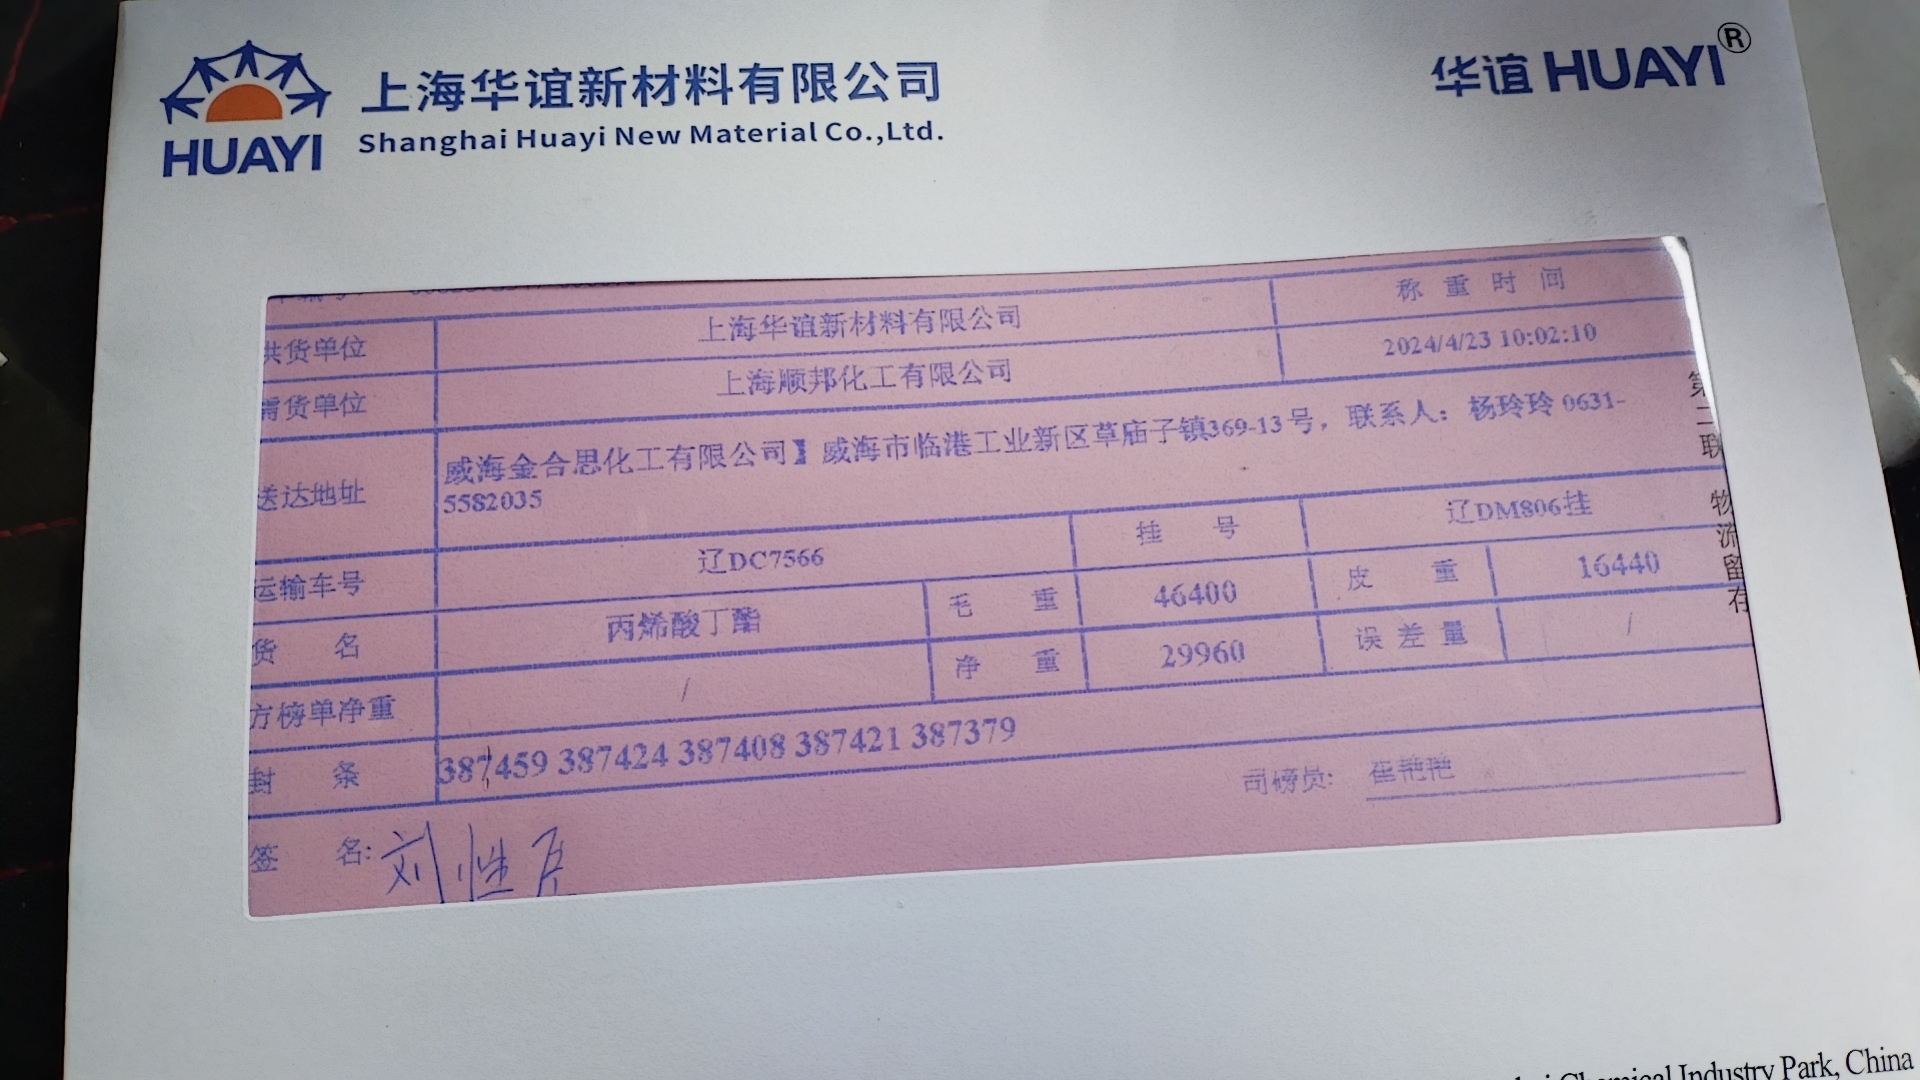 HUAYI
上海华谊新材料有限公司
Shanghai Huayi New Material Co.,Ltd.
华谊 HUAYI®
供货单位 上海华谊新材料有限公司 称重时间
需货单位 上海顺邦化工有限公司 2024/4/23 10:02:10
送达地址 威海金合思化工有限公司】威海市临港工业新区草庙子镇369-13号，联系人：杨玲玲 0631-
5582035
运输车号 辽DC7566 挂号 辽DM806挂
货名 丙烯酸丁酯 毛重 46400 皮重 16440
方榜单净重 / 净重 29960 误差量 /
封条 387459 387424 387408 387421 387379
司磅员: 崔艳艳
签名: 刘性
第二联 物流留存
Chemical Industry Park, China